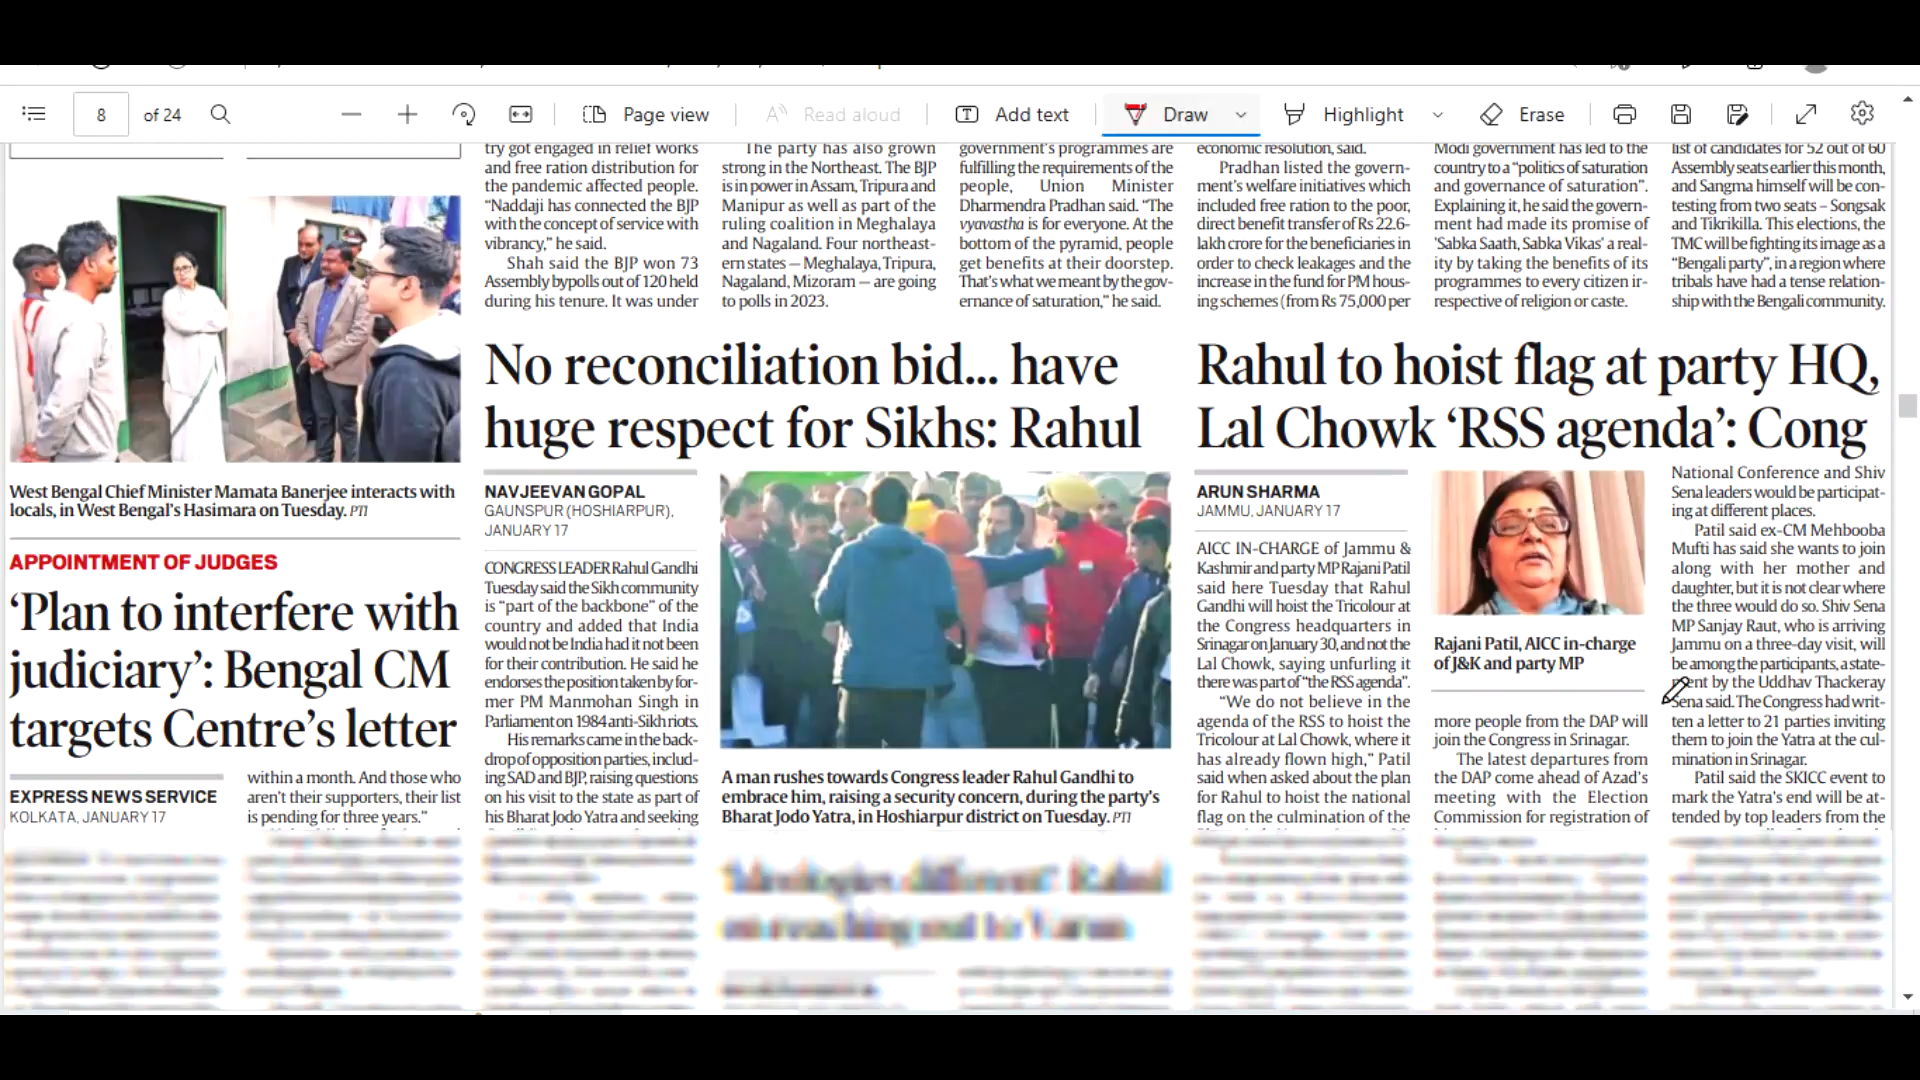 8
of 24
Page view
Read aloud
Add text
Draw
Highlight
Erase
West Bengal Chief Minister Mamata Banerjee interacts with
locals, in West Bengal's Hasimara on Tuesday. PTI
APPOINTMENT OF JUDGES
‘Plan to interfere with
judiciary’: Bengal CM
targets Centre’s letter
EXPRESS NEWS SERVICE
KOLKATA, JANUARY 17
within a month. And those who
aren't their supporters, their list
is pending for three years."
try got engaged in relief works
and free ration distribution for
the pandemic affected people.
"Naddaji has connected the BJP
with the concept of service with
vibrancy," he said.
Shah said the BJP won 73
Assembly bypolls out of 120 held
during his tenure. It was under
The party has also grown
strong in the Northeast. The BJP
is in power in Assam, Tripura and
Manipur as well as part of the
ruling coalition in Meghalaya
and Nagaland. Four northeast-
ern states — Meghalaya, Tripura,
Nagaland, Mizoram — are going
to polls in 2023.
government's programmes are
fulfilling the requirements of the
people, Union Minister
Dharmendra Pradhan said. "The
vyavastha is for everyone. At the
bottom of the pyramid, people
get benefits at their doorstep.
That's what we meant by the gov-
ernance of saturation," he said.
economic resolution, said.
Pradhan listed the govern-
ment's welfare initiatives which
included free ration to the poor,
direct benefit transfer of Rs 22.6-
lakh crore for the beneficiaries in
order to check leakages and the
increase in the fund for PM hous-
ing schemes (from Rs 75,000 per
Modi government has led to the
country to a "politics of saturation
and governance of saturation".
Explaining it, he said the govern-
ment had made its promise of
'Sabka Saath, Sabka Vikas' a real-
ity by taking the benefits of its
programmes to every citizen ir-
respective of religion or caste.
list of candidates for 52 out of 60
Assembly seats earlier this month,
and Sangma himself will be con-
testing from two seats – Songsak
and Tikrikilla. This elections, the
TMC will be fighting its image as a
"Bengali party", in a region where
tribals have had a tense relation-
ship with the Bengali community.
No reconciliation bid... have
huge respect for Sikhs: Rahul
NAVJEEVAN GOPAL
GAUNSPUR (HOSHIARPUR),
JANUARY 17
CONGRESS LEADER Rahul Gandhi
Tuesday said the Sikh community
is "part of the backbone" of the
country and added that India
would not be India had it not been
for their contribution. He said he
endorses the position taken by for-
mer PM Manmohan Singh in
Parliament on 1984 anti-Sikh riots.
His remarks came in the back-
drop of opposition parties, includ-
ing SAD and BJP, raising questions
on his visit to the state as part of
his Bharat Jodo Yatra and seeking
A man rushes towards Congress leader Rahul Gandhi to
embrace him, raising a security concern, during the party's
Bharat Jodo Yatra, in Hoshiarpur district on Tuesday. PTI
Rahul to hoist flag at party HQ,
Lal Chowk ‘RSS agenda’: Cong
ARUN SHARMA
JAMMU, JANUARY 17
AICC IN-CHARGE of Jammu &
Kashmir and party MP Rajani Patil
said here Tuesday that Rahul
Gandhi will hoist the Tricolour at
the Congress headquarters in
Srinagar on January 30, and not the
Lal Chowk, saying unfurling it
there was part of "the RSS agenda".
"We do not believe in the
agenda of the RSS to hoist the
Tricolour at Lal Chowk, where it
has already flown high," Patil
said when asked about the plan
for Rahul to hoist the national
flag on the culmination of the
Rajani Patil, AICC in-charge
of J&K and party MP
more people from the DAP will
join the Congress in Srinagar.
The latest departures from
the DAP come ahead of Azad's
meeting with the Election
Commission for registration of
National Conference and Shiv
Sena leaders would be participat-
ing at different places.
Patil said ex-CM Mehbooba
Mufti has said she wants to join
along with her mother and
daughter, but it is not clear where
the three would do so. Shiv Sena
MP Sanjay Raut, who is arriving
Jammu on a three-day visit, will
be among the participants, a state-
ment by the Uddhav Thackeray
Sena said. The Congress had writ-
ten a letter to 21 parties inviting
them to join the Yatra at the cul-
mination in Srinagar.
Patil said the SKICC event to
mark the Yatra's end will be at-
tended by top leaders from the